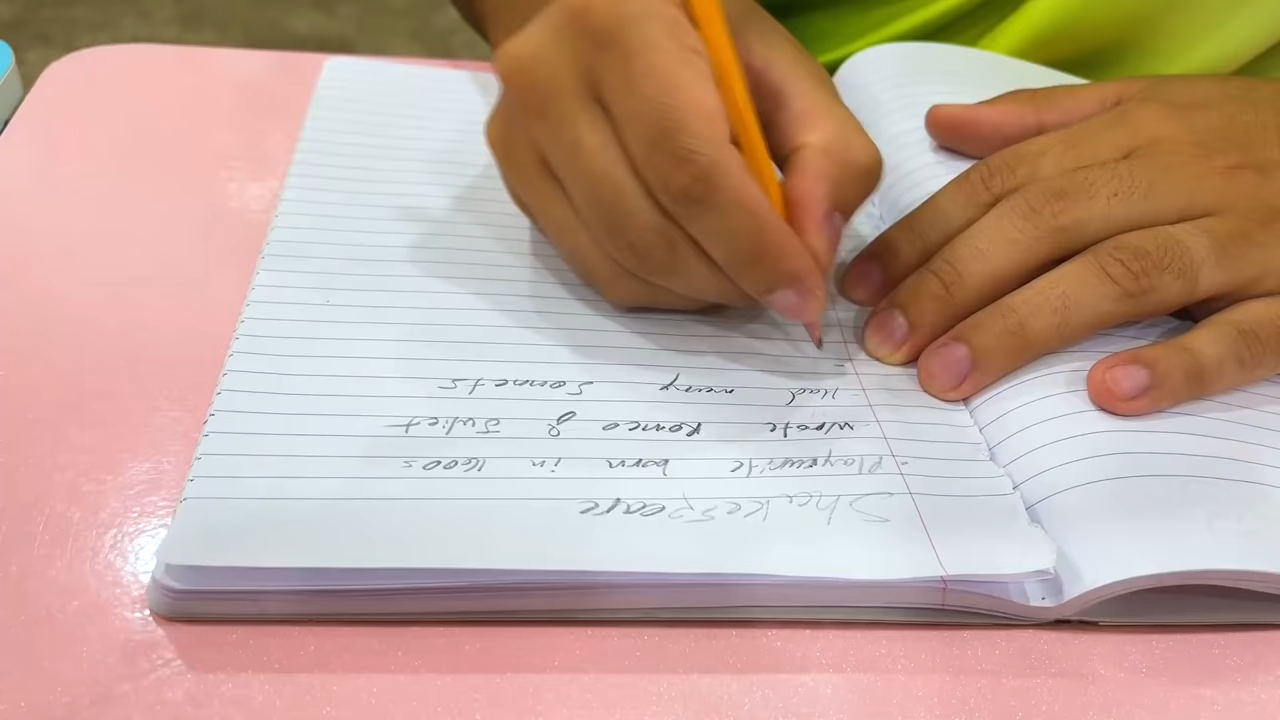 Shakespeare
- Playwrite born in 1600s
- Wrote Romeo & Juliet
- Had many Sonnets
-